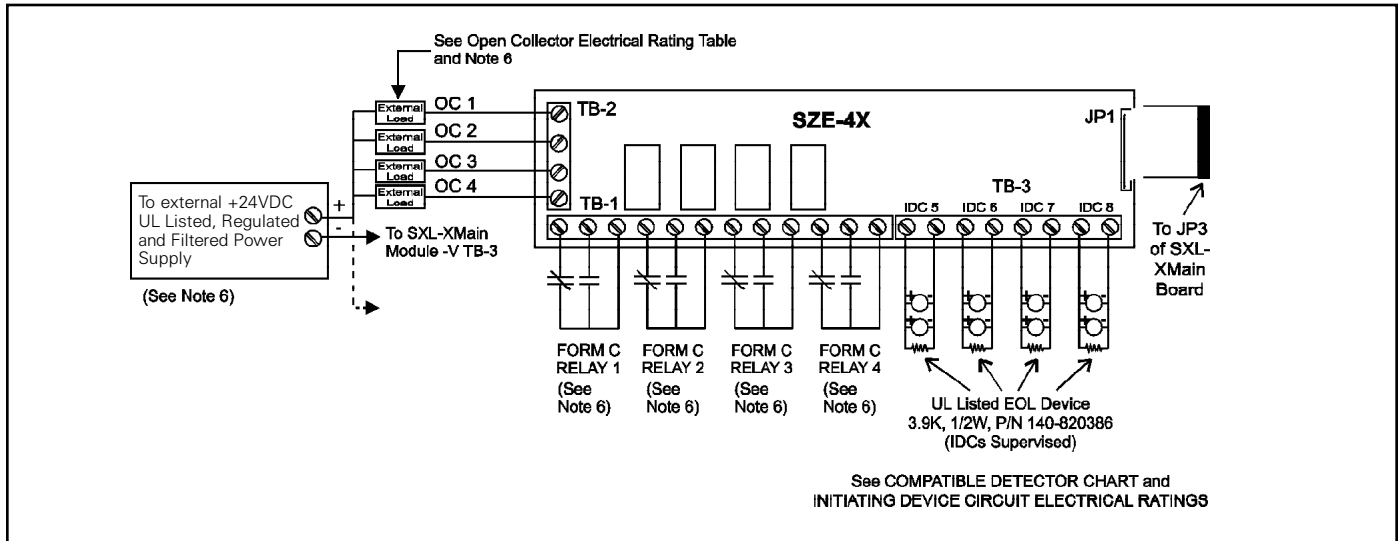 See Open Collector Electrical Rating Table
and Note 6
External
Load
OC 1
External
Load
OC 2
External
Load
OC 3
External
Load
OC 4
TB-2
SZE-4X
JP1
TB-1
TB-3
IDC 5 IDC 6 IDC 7 IDC 8
To external +24VDC
UL Listed, Regulated
and Filtered Power
Supply
+
-
(See Note 6)
To SXL-XMain
Module -V TB-3
To JP3
of SXL-
XMain
Board
FORM C
RELAY 1
(See
Note 6)
FORM C
RELAY 2
(See
Note 6)
FORM C
RELAY 3
(See
Note 6)
FORM C
RELAY 4
(See
Note 6)
+ - + - + - + -
+ - + - + - + -
UL Listed EOL Device
3.9K, 1/2W, P/N 140-820386
(IDCs Supervised)
See COMPATIBLE DETECTOR CHART and
INITIATING DEVICE CIRCUIT ELECTRICAL RATINGS